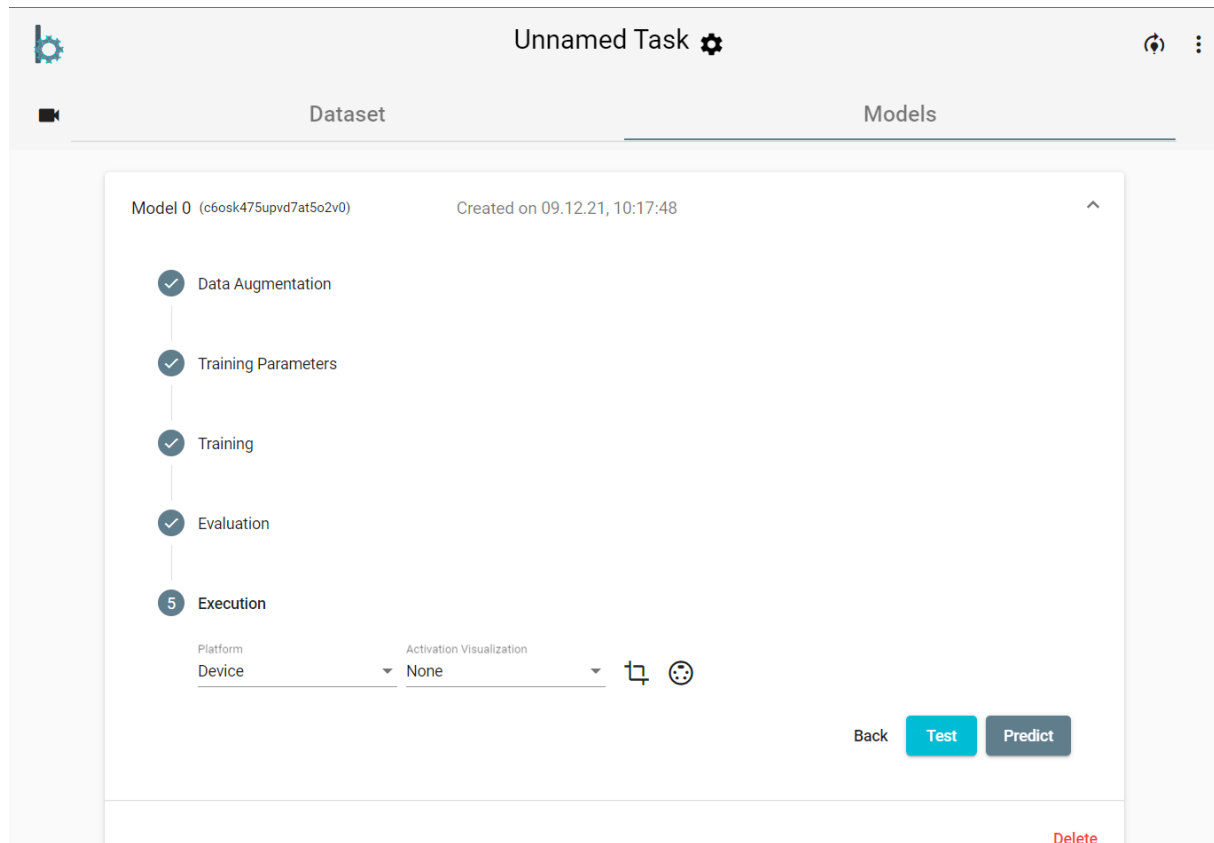 Unnamed Task
Dataset Models
Model 0 (c6osk475upvd7at5o2v0) Created on 09.12.21, 10:17:48
Data Augmentation
Training Parameters
Training
Evaluation
5 Execution
Platform Activation Visualization
Device None
Back Test Predict
Delete